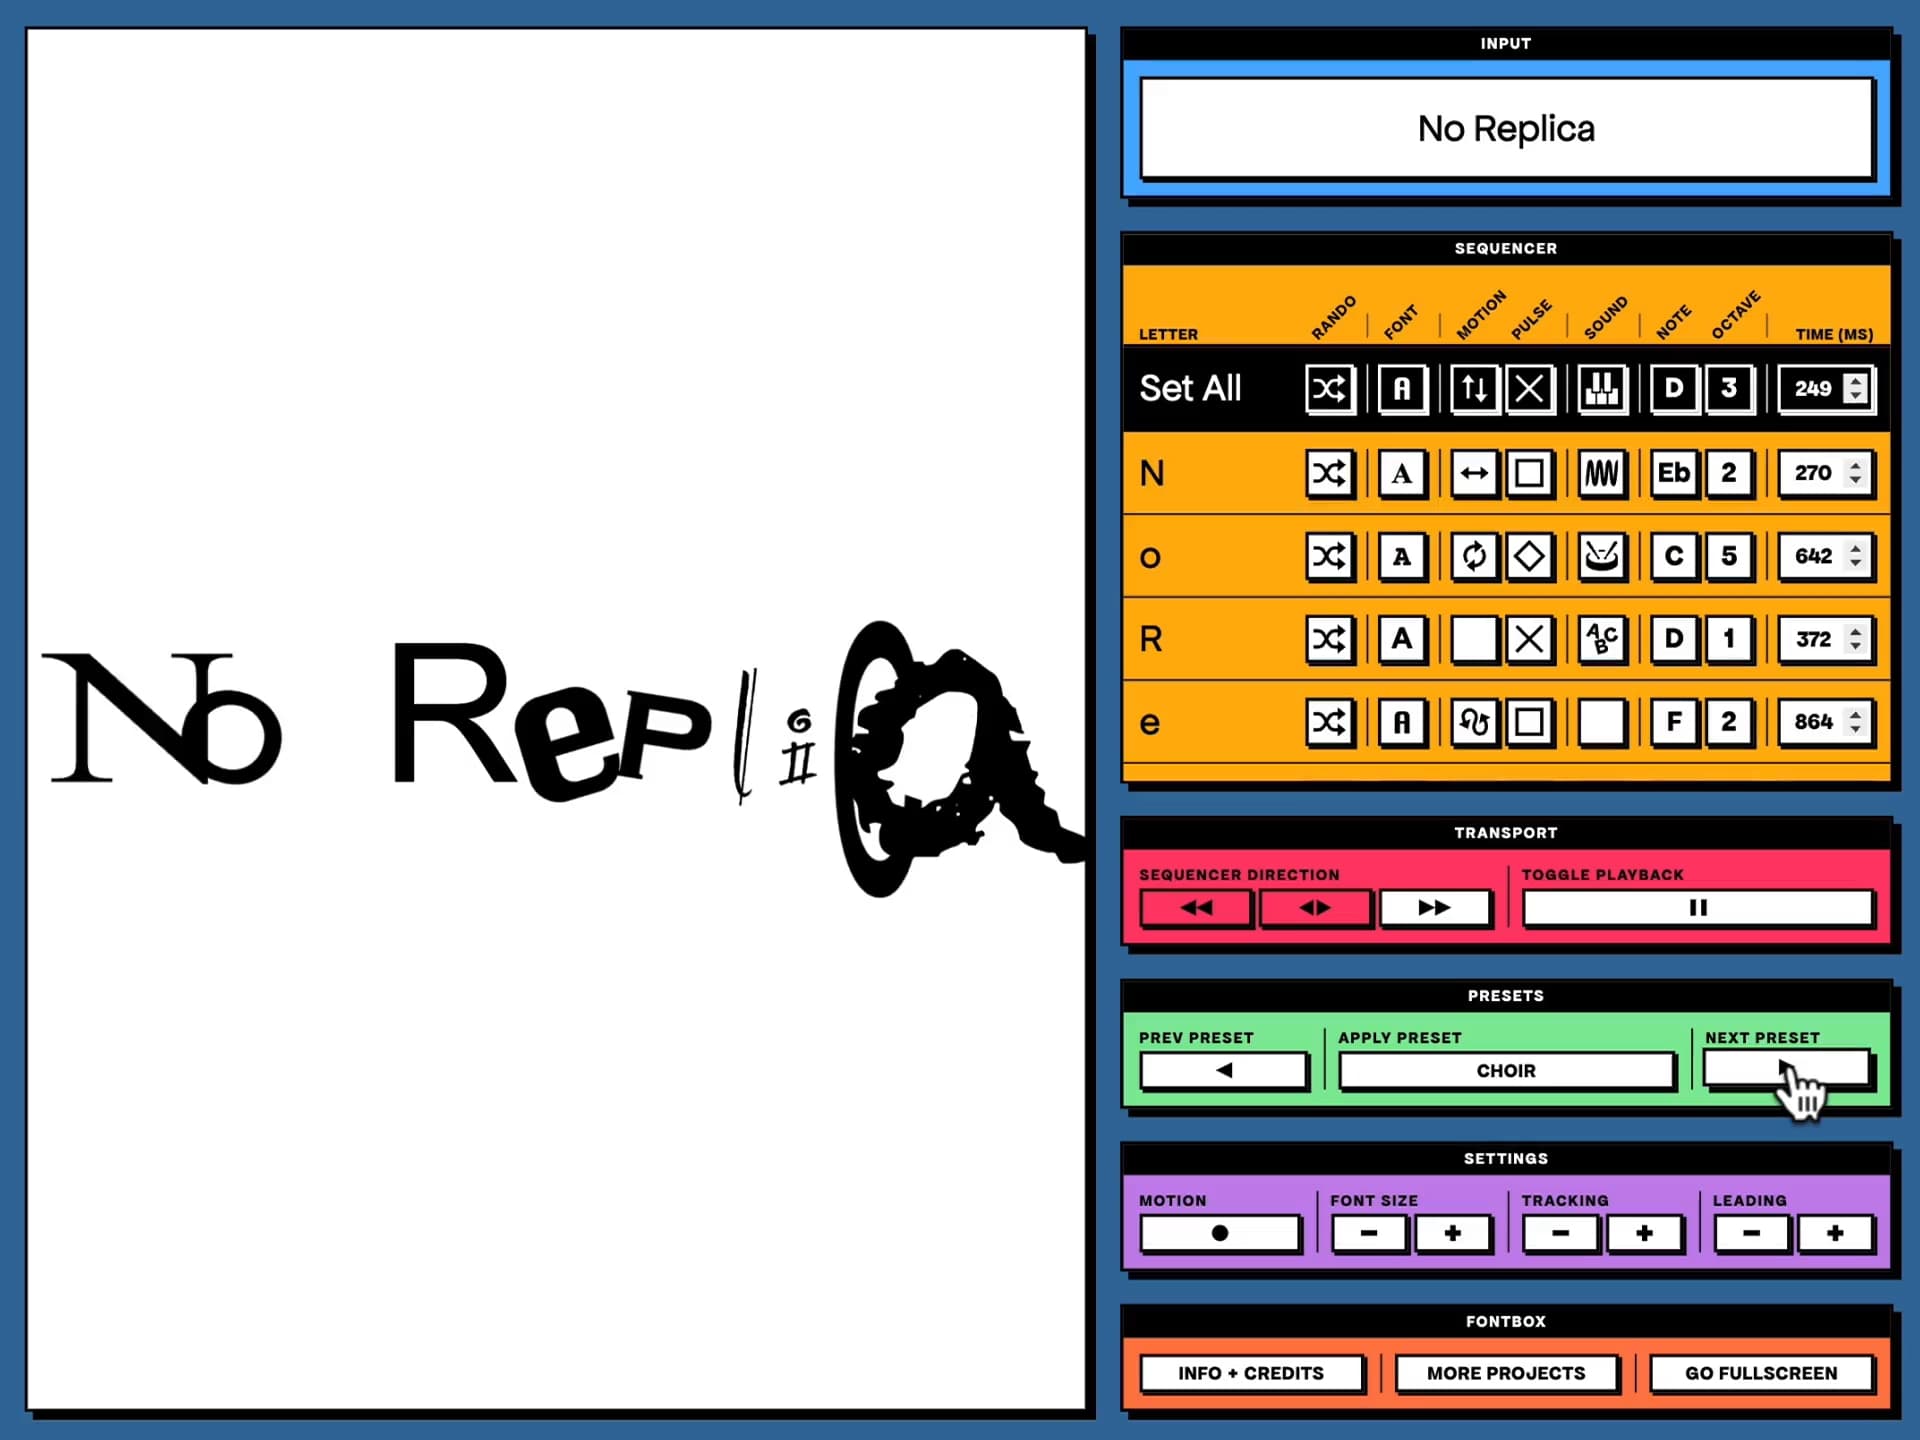 No Replica
INPUT
No Replica
SEQUENCER
LETTER RANDO FONT MOTION PULSE SOUND NOTE OCTAVE TIME (MS)
Set All A D 3 249
N A Eb 2 270
o A C 5 642
R A ABC D 1 372
e A F 2 864
TRANSPORT
SEQUENCER DIRECTION TOGGLE PLAYBACK
PRESETS
PREV PRESET APPLY PRESET NEXT PRESET
CHOIR
SETTINGS
MOTION FONT SIZE TRACKING LEADING
- + - + - +
FONTBOX
INFO + CREDITS MORE PROJECTS GO FULLSCREEN